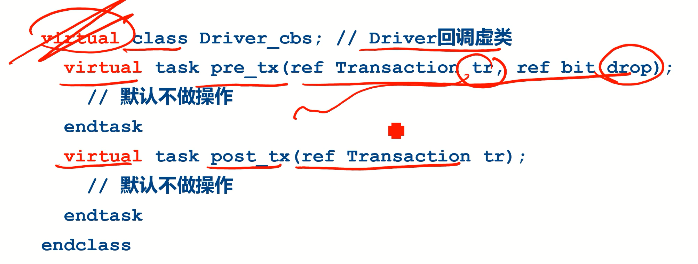 virtual class Driver_cbs; // Driver回调虚类
virtual task pre_tx(ref Transaction tr, ref bit drop);
// 默认不做操作
endtask
virtual task post_tx(ref Transaction tr);
// 默认不做操作
endtask
endclass